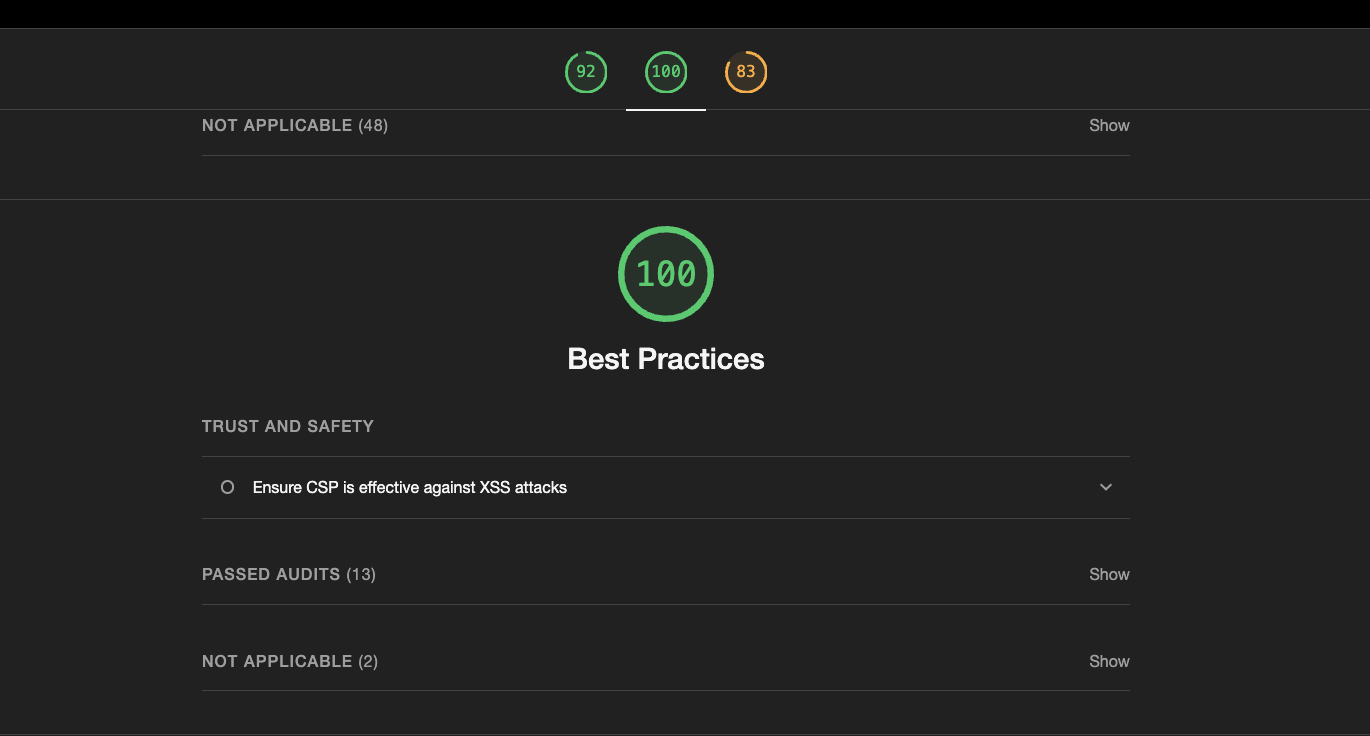 92 100 83
NOT APPLICABLE (48) Show
100
Best Practices
TRUST AND SAFETY
Ensure CSP is effective against XSS attacks
PASSED AUDITS (13) Show
NOT APPLICABLE (2) Show